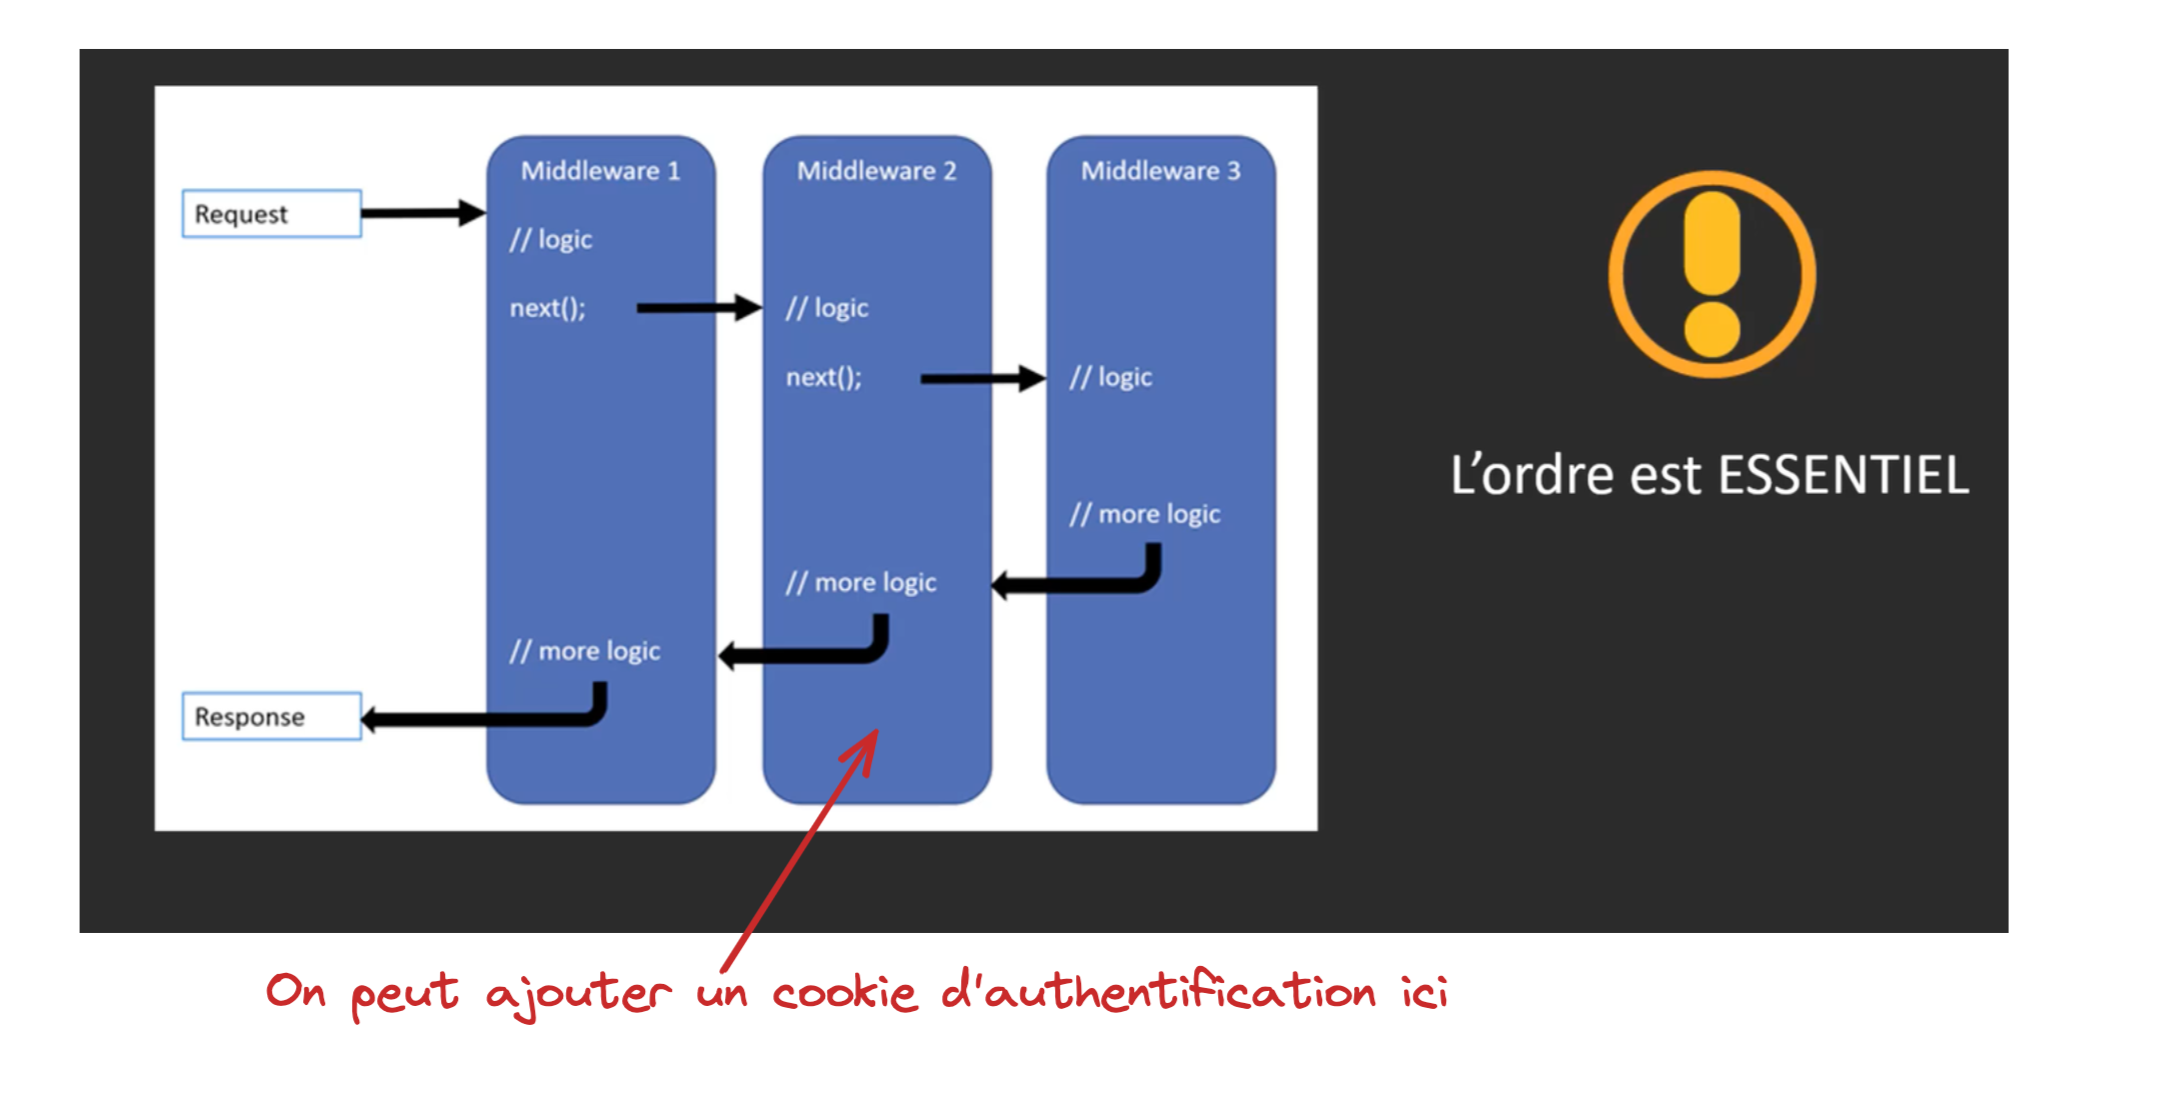 Middleware 1
Middleware 2
Middleware 3
Request
// logic
next();
// logic
next();
// logic
// more logic
// more logic
// more logic
Response
L’ordre est ESSENTIEL
On peut ajouter un cookie d'authentification ici